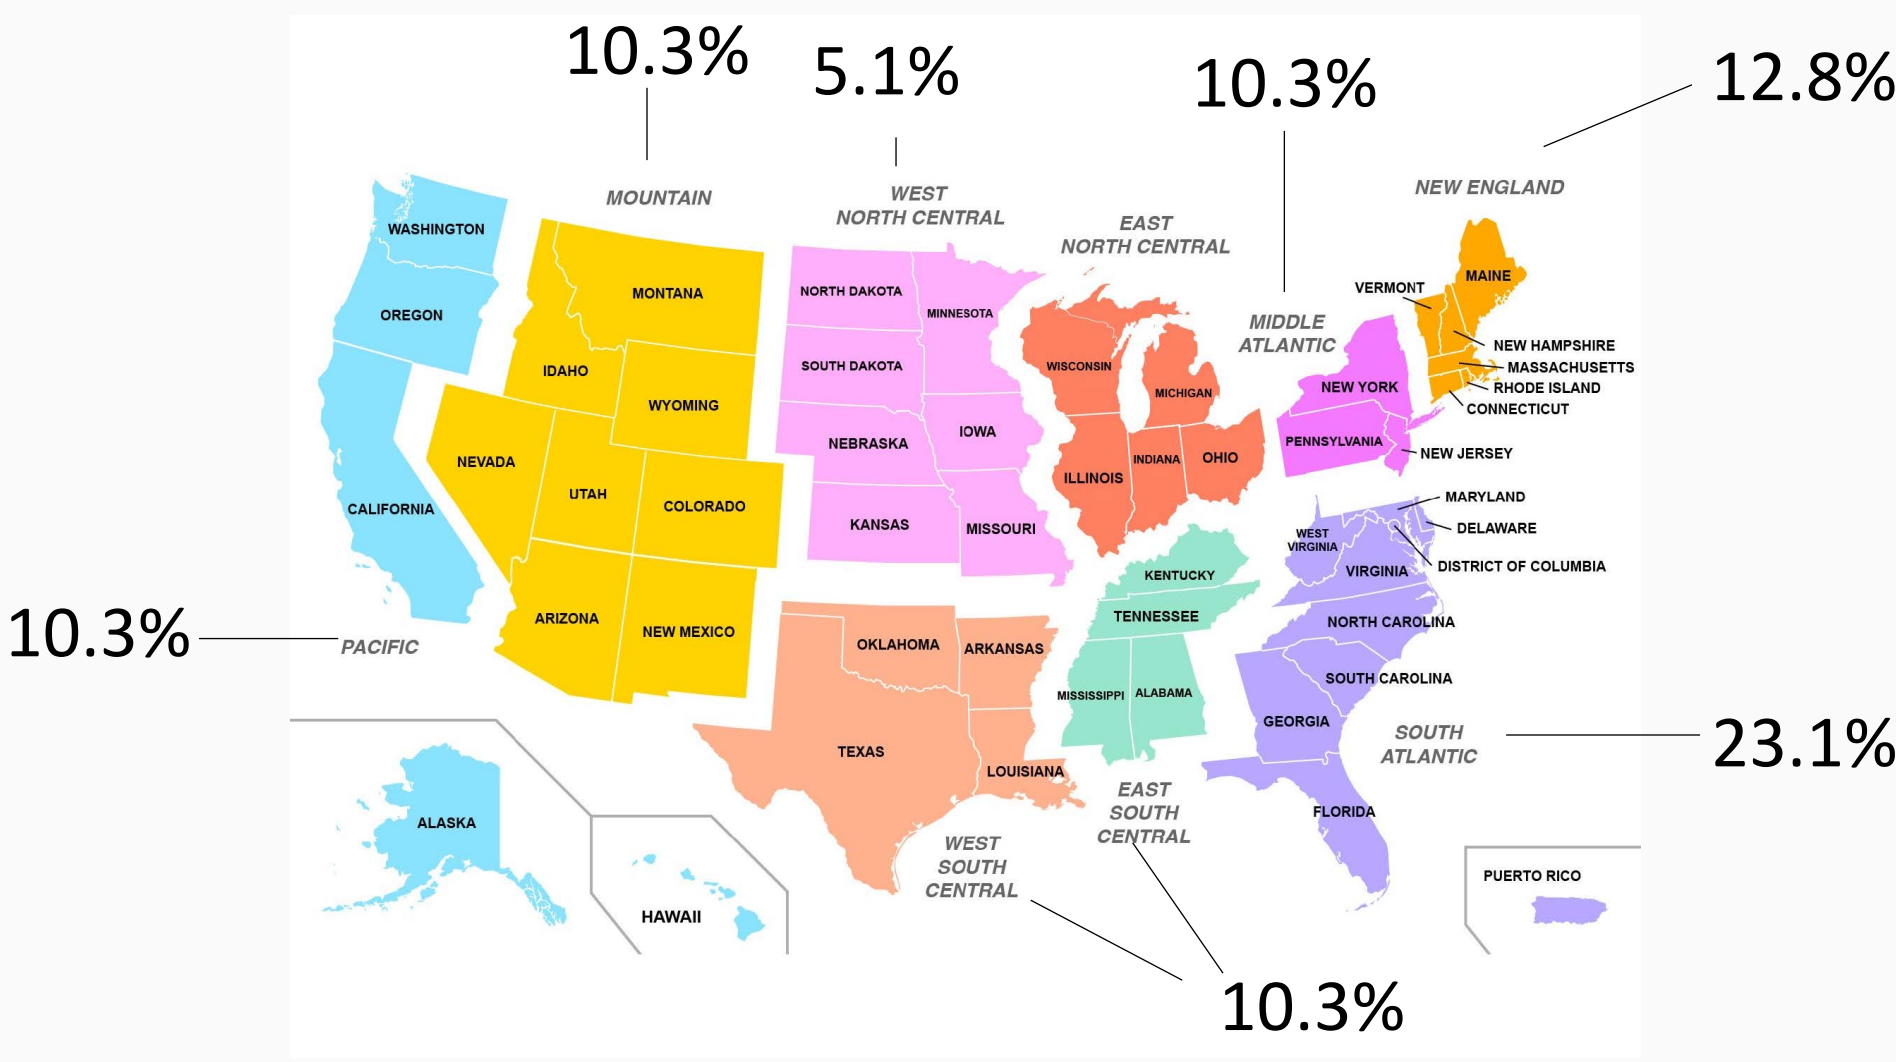 10.3%
5.1%
10.3%
12.8%
MOUNTAIN
WEST
NORTH CENTRAL
EAST
NORTH CENTRAL
NEW ENGLAND
MIDDLE
ATLANTIC
WASHINGTON
OREGON
CALIFORNIA
MONTANA
IDAHO
WYOMING
NEVADA
UTAH
COLORADO
ARIZONA
NEW MEXICO
NORTH DAKOTA
MINNESOTA
SOUTH DAKOTA
NEBRASKA
IOWA
KANSAS
MISSOURI
WISCONSIN
MICHIGAN
ILLINOIS
INDIANA
OHIO
VERMONT
MAINE
NEW HAMPSHIRE
MASSACHUSETTS
RHODE ISLAND
CONNECTICUT
NEW YORK
PENNSYLVANIA
NEW JERSEY
MARYLAND
DELAWARE
WEST
VIRGINIA
DISTRICT OF COLUMBIA
VIRGINIA
KENTUCKY
TENNESSEE
NORTH CAROLINA
SOUTH CAROLINA
MISSISSIPPI
ALABAMA
GEORGIA
FLORIDA
OKLAHOMA
ARKANSAS
TEXAS
LOUISIANA
10.3%
PACIFIC
SOUTH
ATLANTIC
23.1%
EAST
SOUTH
CENTRAL
WEST
SOUTH
CENTRAL
ALASKA
HAWAII
PUERTO RICO
10.3%